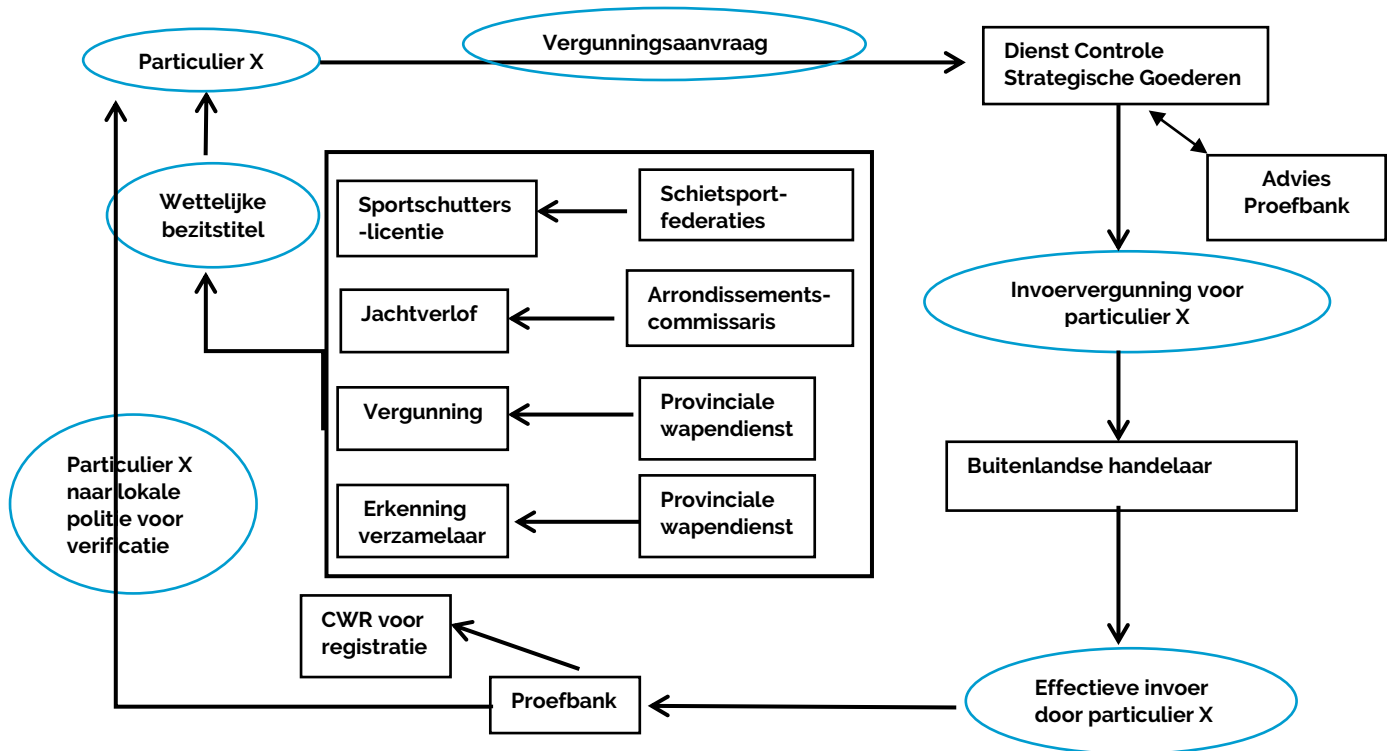 Particulier X
Vergunningsaanvraag
Dienst Controle
Strategische Goederen
Advies
Proefbank
Wettelijke
bezitstitel
Sportschutters
-licentie
Schietsport-
federaties
Jachtverlof
Arrondissements-
commissaris
Vergunning
Provinciale
wapendienst
Erkenning
verzamelaar
Provinciale
wapendienst
Invoervergunning voor
particulier X
Buitenlandse handelaar
Particulier X
naar lokale
politie voor
verificatie
CWR voor
registratie
Proefbank
Effectieve invoer
door particulier X